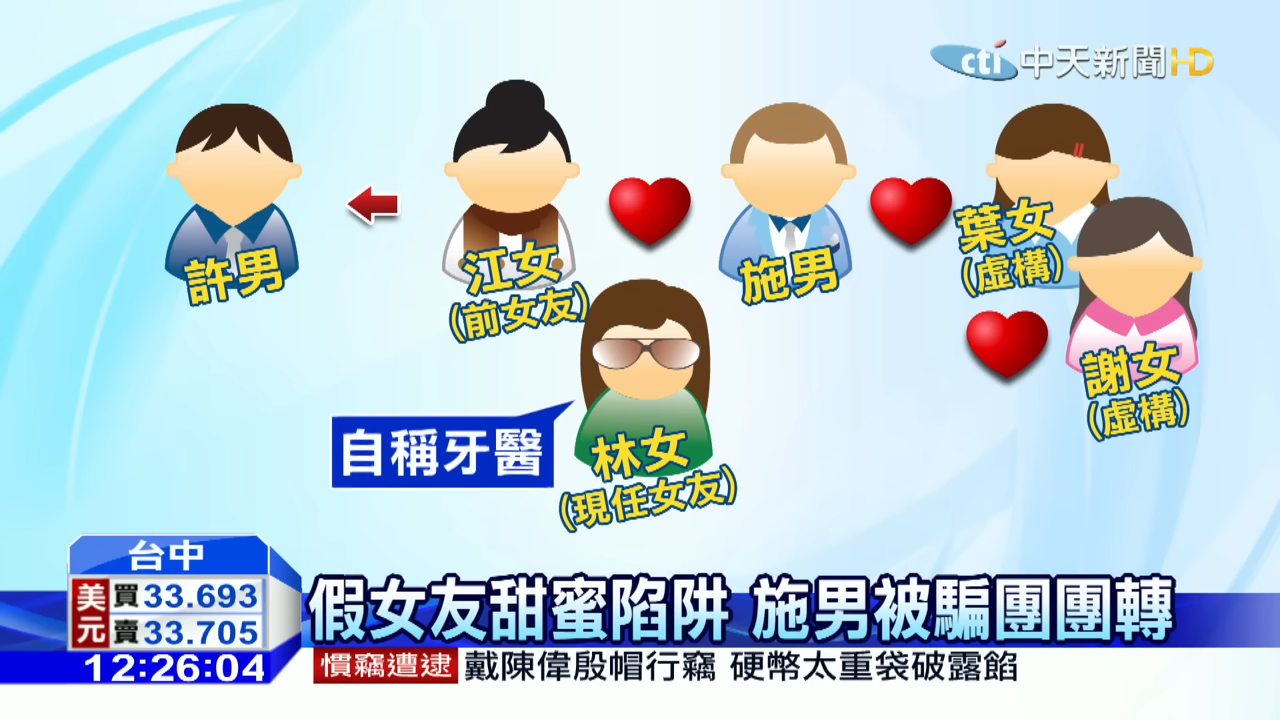 cti 中天新聞HD
許男
江女
(前女友)
施男
葉女
(虛構)
謝女
(虛構)
自稱牙醫
林女
(現任女友)
台中
美元
買33.693
賣33.705
12:26:04
假女友甜蜜陷阱 施男被騙團團轉
慣竊遭逮 戴陳偉殷帽行竊 硬幣太重袋破露餡